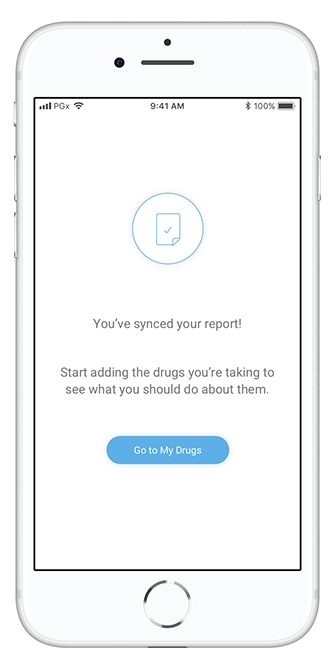 PGx 9:41 AM 100%
You've synced your report!
Start adding the drugs you're taking to
see what you should do about them.
Go to My Drugs